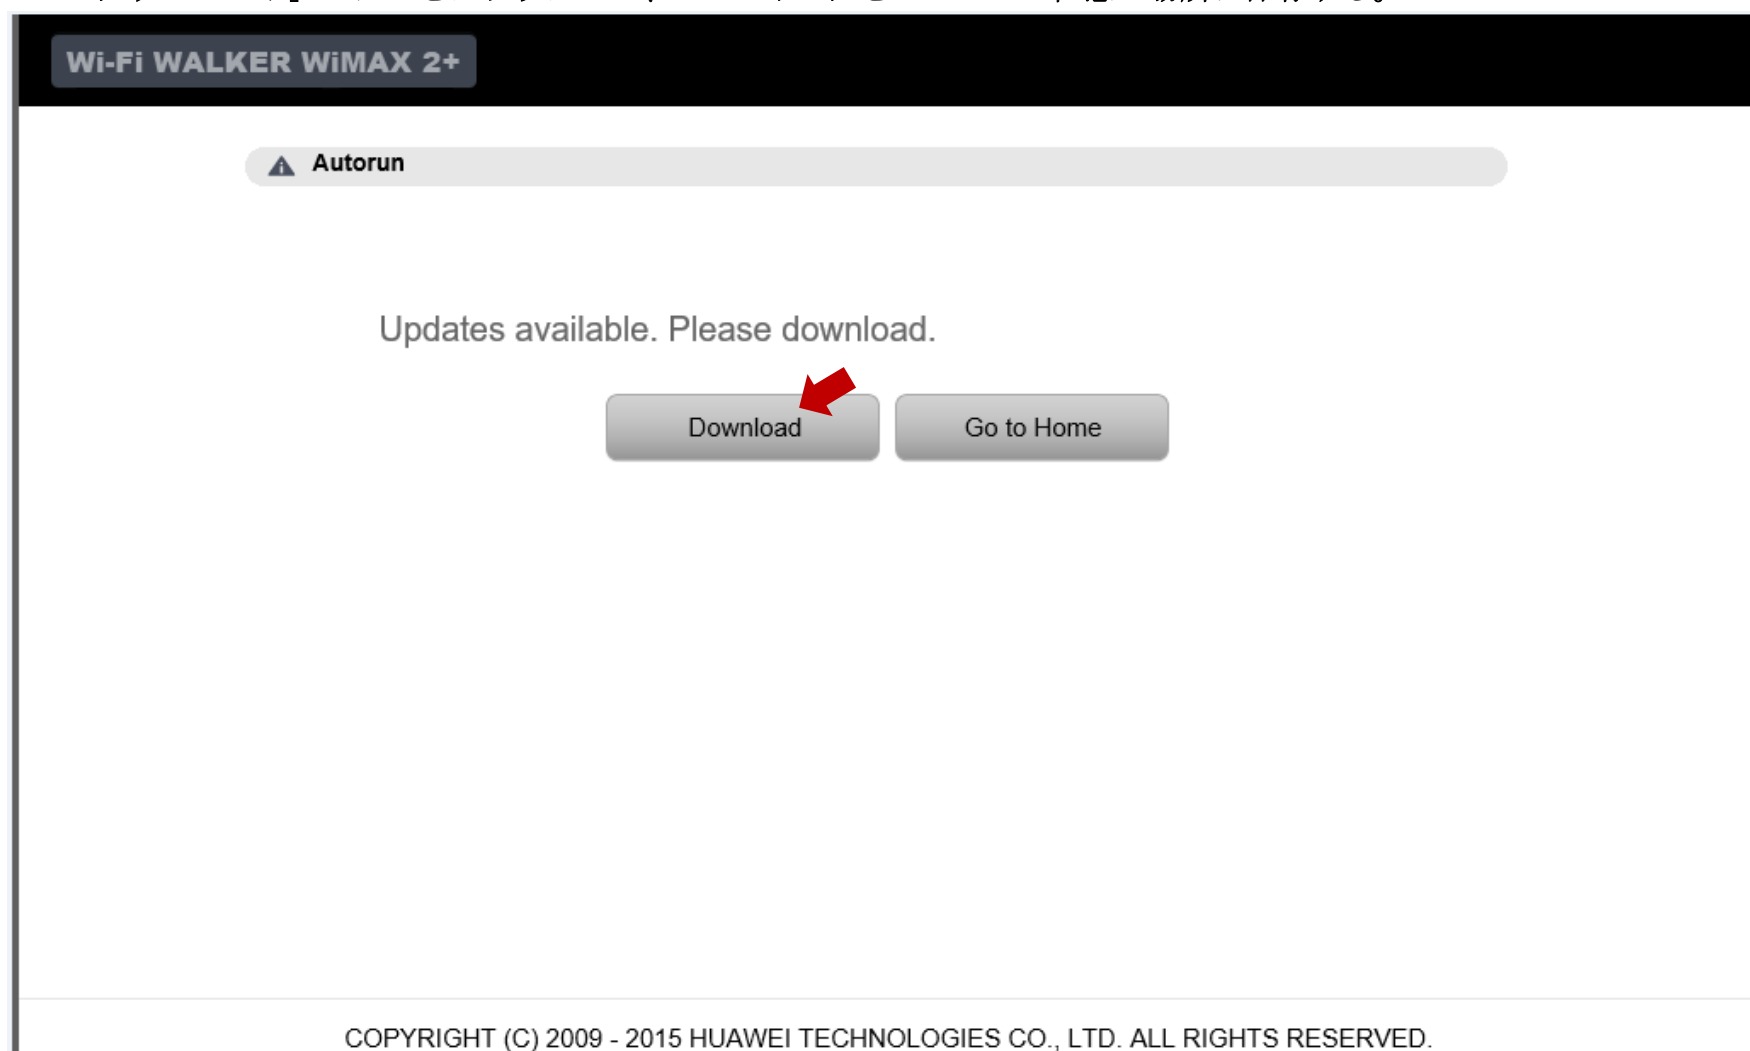 Wi-Fi WALKER WiMAX 2+
Autorun
Updates available. Please download.
Download
Go to Home
COPYRIGHT (C) 2009 - 2015 HUAWEI TECHNOLOGIES CO., LTD. ALL RIGHTS RESERVED.